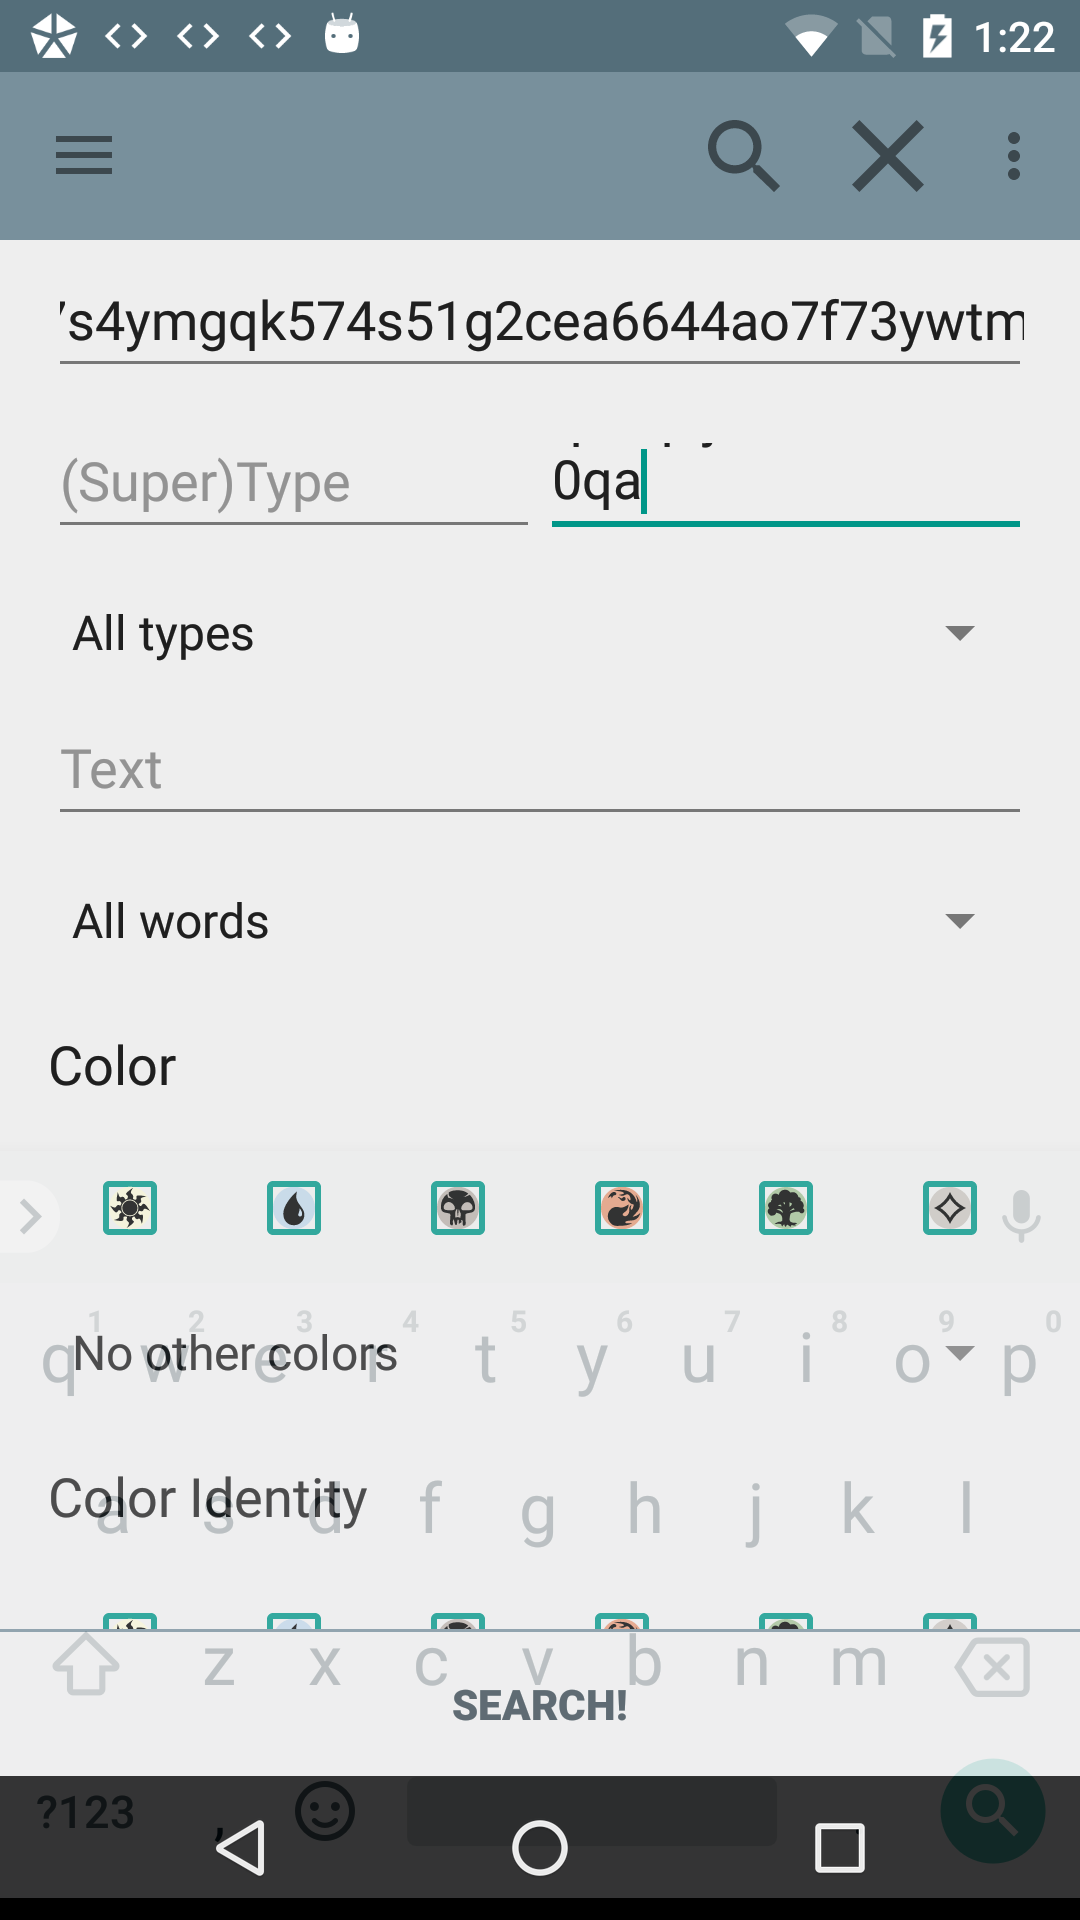 1:22
s4ymgqk574s51g2cea6644ao7f73ywtm
(Super)Type
0qa
All types
Text
All words
Color
1 2 3 4 5 6 7 8 9 0
q w e r t y u i o p
No other colors
Color Identity
a s d f g h j k l
z x c v b n m
SEARCH!
?123 ,